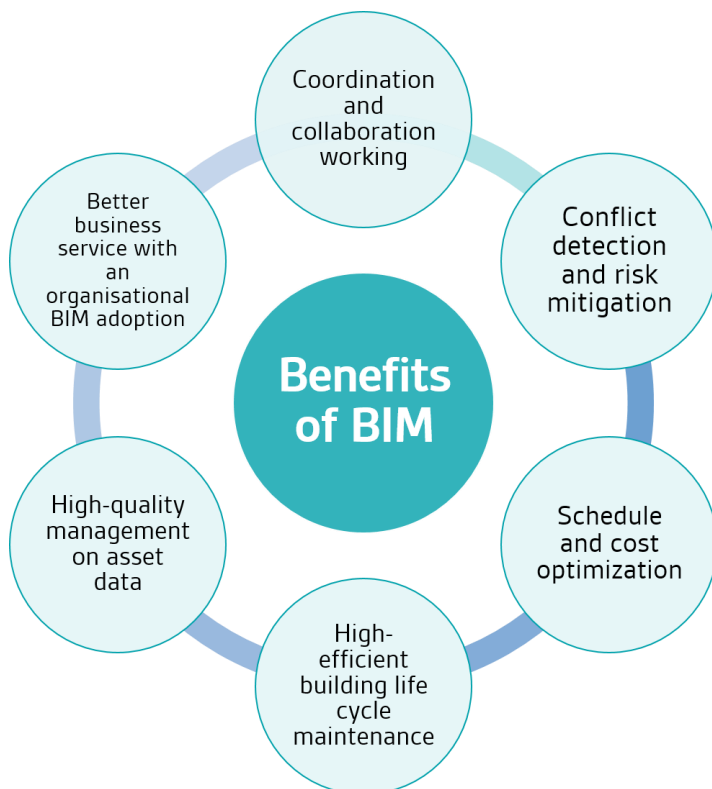 Coordination
and
collaboration
working
Conflict
detection
and risk
mitigation
Schedule
and cost
optimization
High-
efficient
building life
cycle
maintenance
High-quality
management
on asset
data
Better
business
service with
an
organisational
BIM adoption
Benefits
of BIM